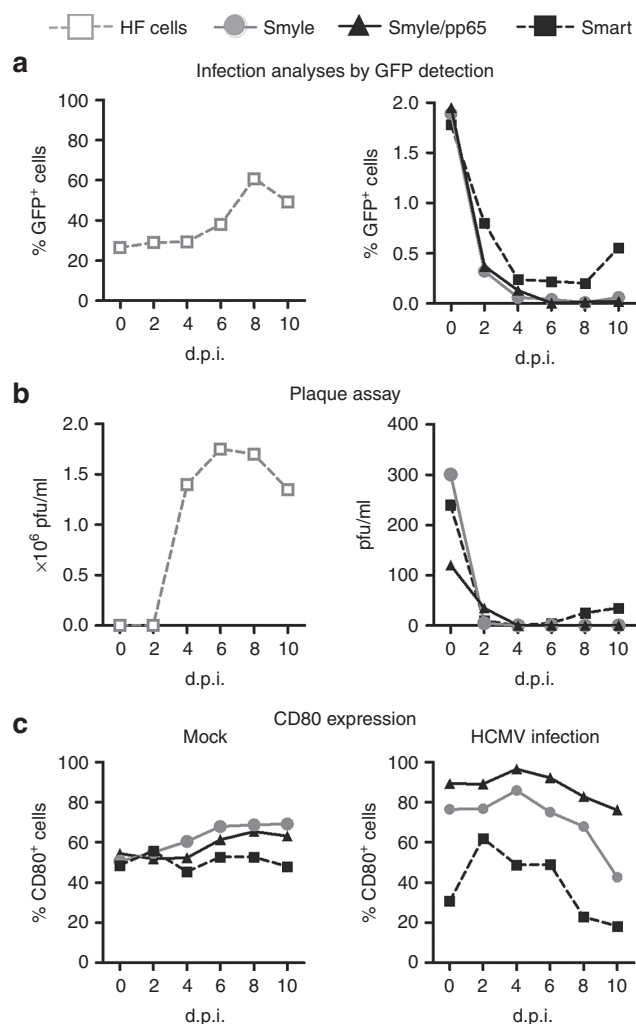 HF cells Smyle Smyle/pp65 Smart
a
Infection analyses by GFP detection
% GFP+ cells
100
80
60
40
20
0
0 2 4 6 8 10
d.p.i.
% GFP+ cells
2.0
1.5
1.0
0.5
0.0
0 2 4 6 8 10
d.p.i.
b
Plaque assay
×10⁶ pfu/ml
2.0
1.5
1.0
0.5
0.0
0 2 4 6 8 10
d.p.i.
pfu/ml
400
300
200
100
0
0 2 4 6 8 10
d.p.i.
c
CD80 expression
Mock
% CD80+ cells
100
80
60
40
20
0
0 2 4 6 8 10
d.p.i.
HCMV infection
% CD80+ cells
100
80
60
40
20
0
0 2 4 6 8 10
d.p.i.